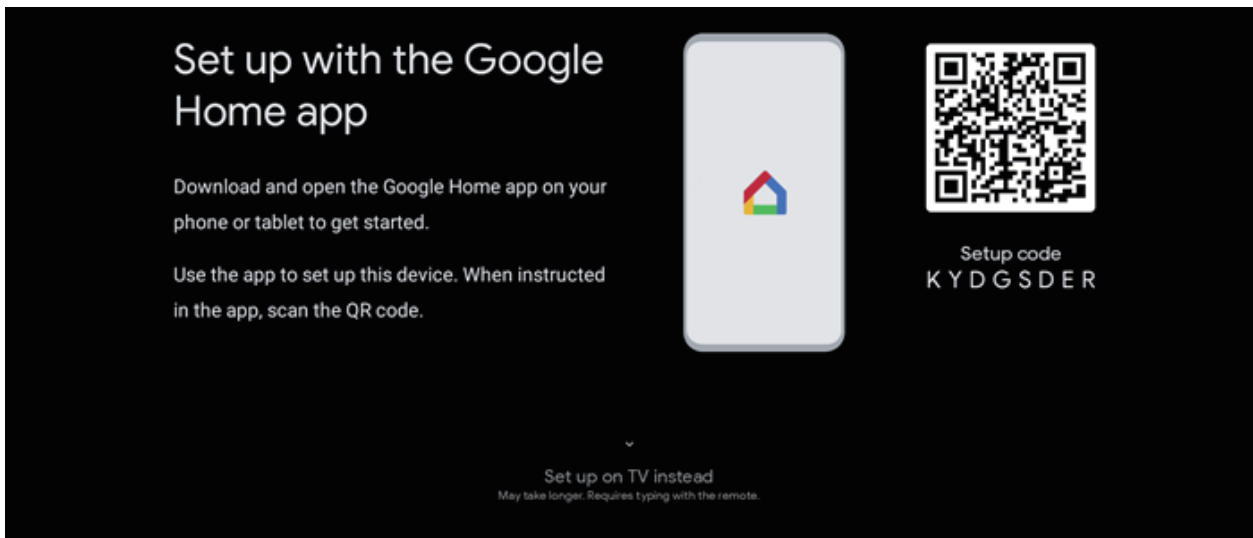 Set up with the Google
Home app
Download and open the Google Home app on your
phone or tablet to get started.
Use the app to set up this device. When instructed
in the app, scan the QR code.
Setup code
KYDGSDER
Set up on TV instead
May take longer. Requires typing with the remote.